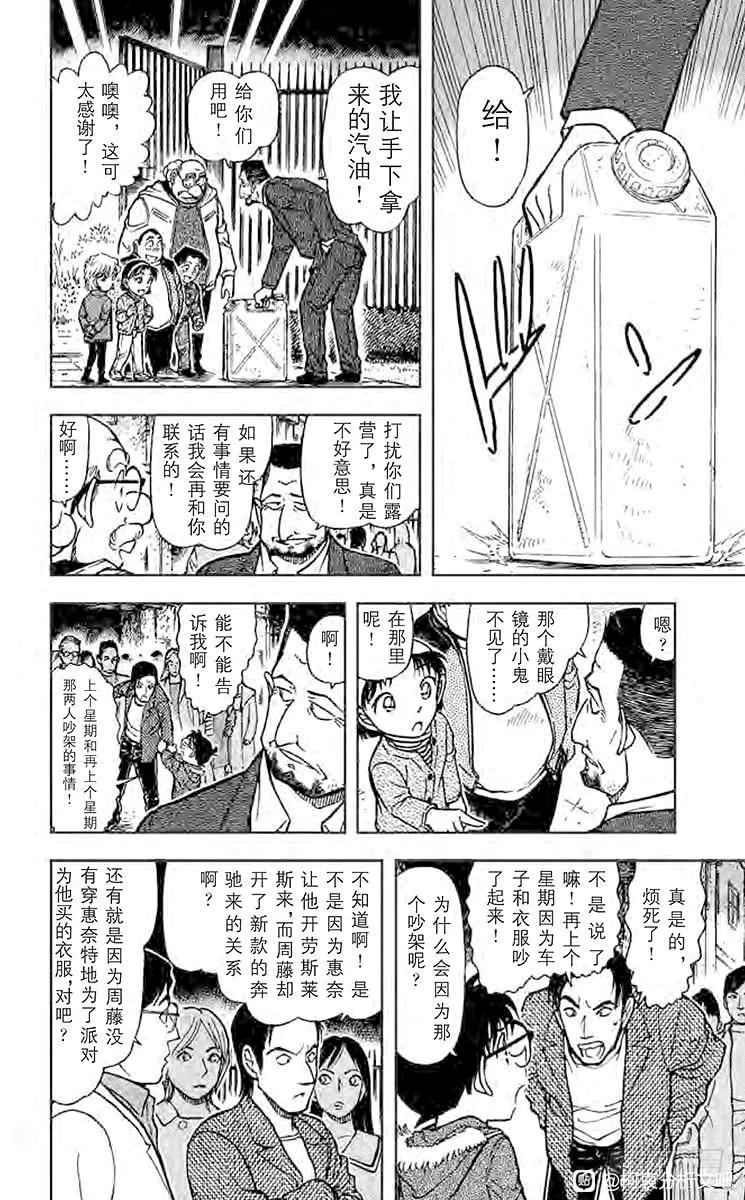 给！
我让手下拿
来的汽油！
给你们
用吧！
噢噢，这可
太感谢了！
打扰你们露
营了，真是
不好意思！
如果还
有事情要问的
话我会再和你
联系的！
好啊……
嗯？
那个戴眼
镜的小鬼
不见了……
在那里
呢！
啊！
能不能告
诉我啊！
上个星期和再上个星期
那两人吵架的事情！
真是的，
烦死了！
不是说了
嘛！再上个
星期因为车
子和衣服吵
了起来！
为什么会因为那
个吵架呢？
不知道啊！是
不是因为惠奈
让他开劳斯莱
斯来，而周藤却
开了新款的奔
驰来的关系
啊？
还有就是因为周藤没
有穿惠奈特地为了派对
为他买的衣服，对吧？